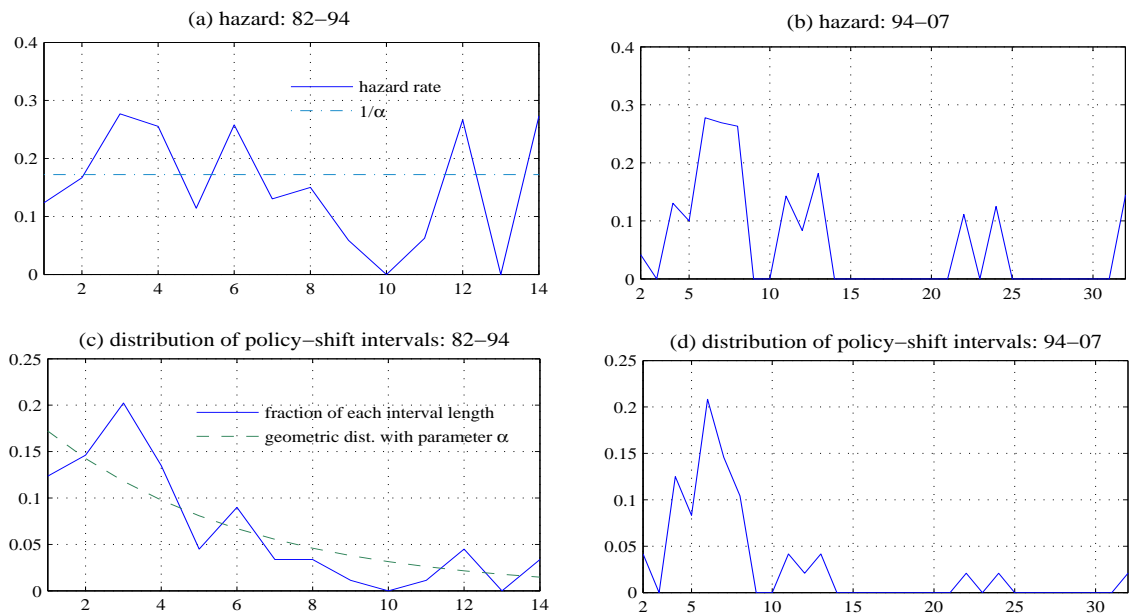 (a) hazard: 82−94
0.4
0.3
0.2
0.1
0
hazard rate
1/α
2 4 6 8 10 12 14
(b) hazard: 94−07
0.4
0.3
0.2
0.1
0
2 5 10 15 20 25 30
(c) distribution of policy−shift intervals: 82−94
0.25
0.2
0.15
0.1
0.05
0
fraction of each interval length
geometric dist. with parameter α
2 4 6 8 10 12 14
(d) distribution of policy−shift intervals: 94−07
0.25
0.2
0.15
0.1
0.05
0
2 5 10 15 20 25 30